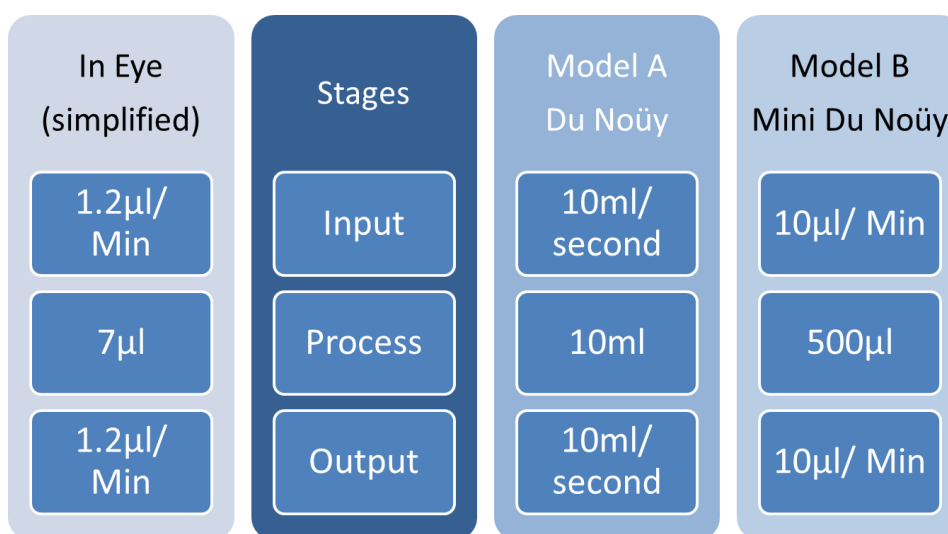 In Eye
(simplified)
Stages
Model A
Du Noüy
Model B
Mini Du Noüy
1.2µl/
Min
Input
10ml/
second
10µl/ Min
7µl
Process
10ml
500µl
1.2µl/
Min
Output
10ml/
second
10µl/ Min